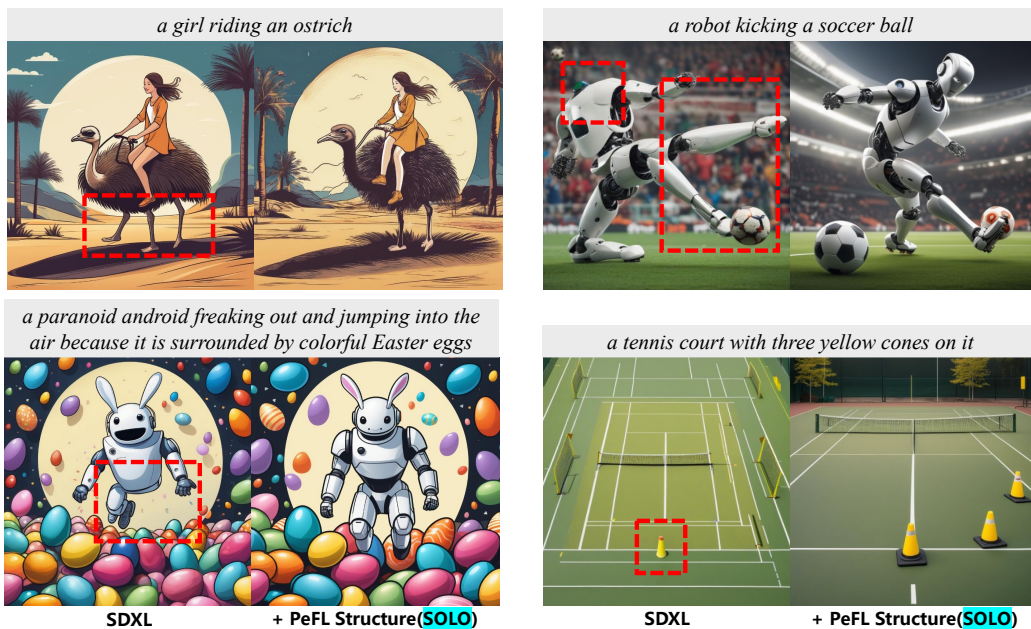 a girl riding an ostrich
a robot kicking a soccer ball
a paranoid android freaking out and jumping into the
air because it is surrounded by colorful Easter eggs
a tennis court with three yellow cones on it
SDXL
+ PeFL Structure(SOLO)
SDXL
+ PeFL Structure(SOLO)